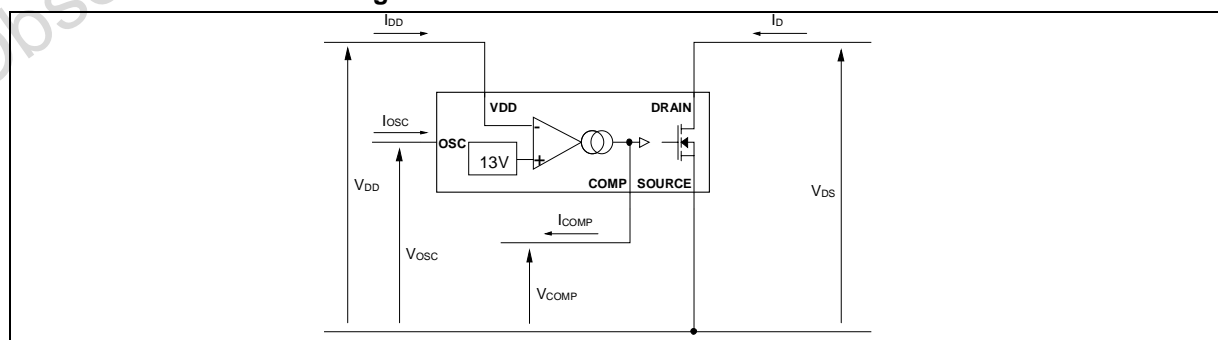 IDD
ID
VDD
DRAIN
IOSC
OSC
-
+
13V
COMP SOURCE
VDD
VDS
ICOMP
VOSC
VCOMP